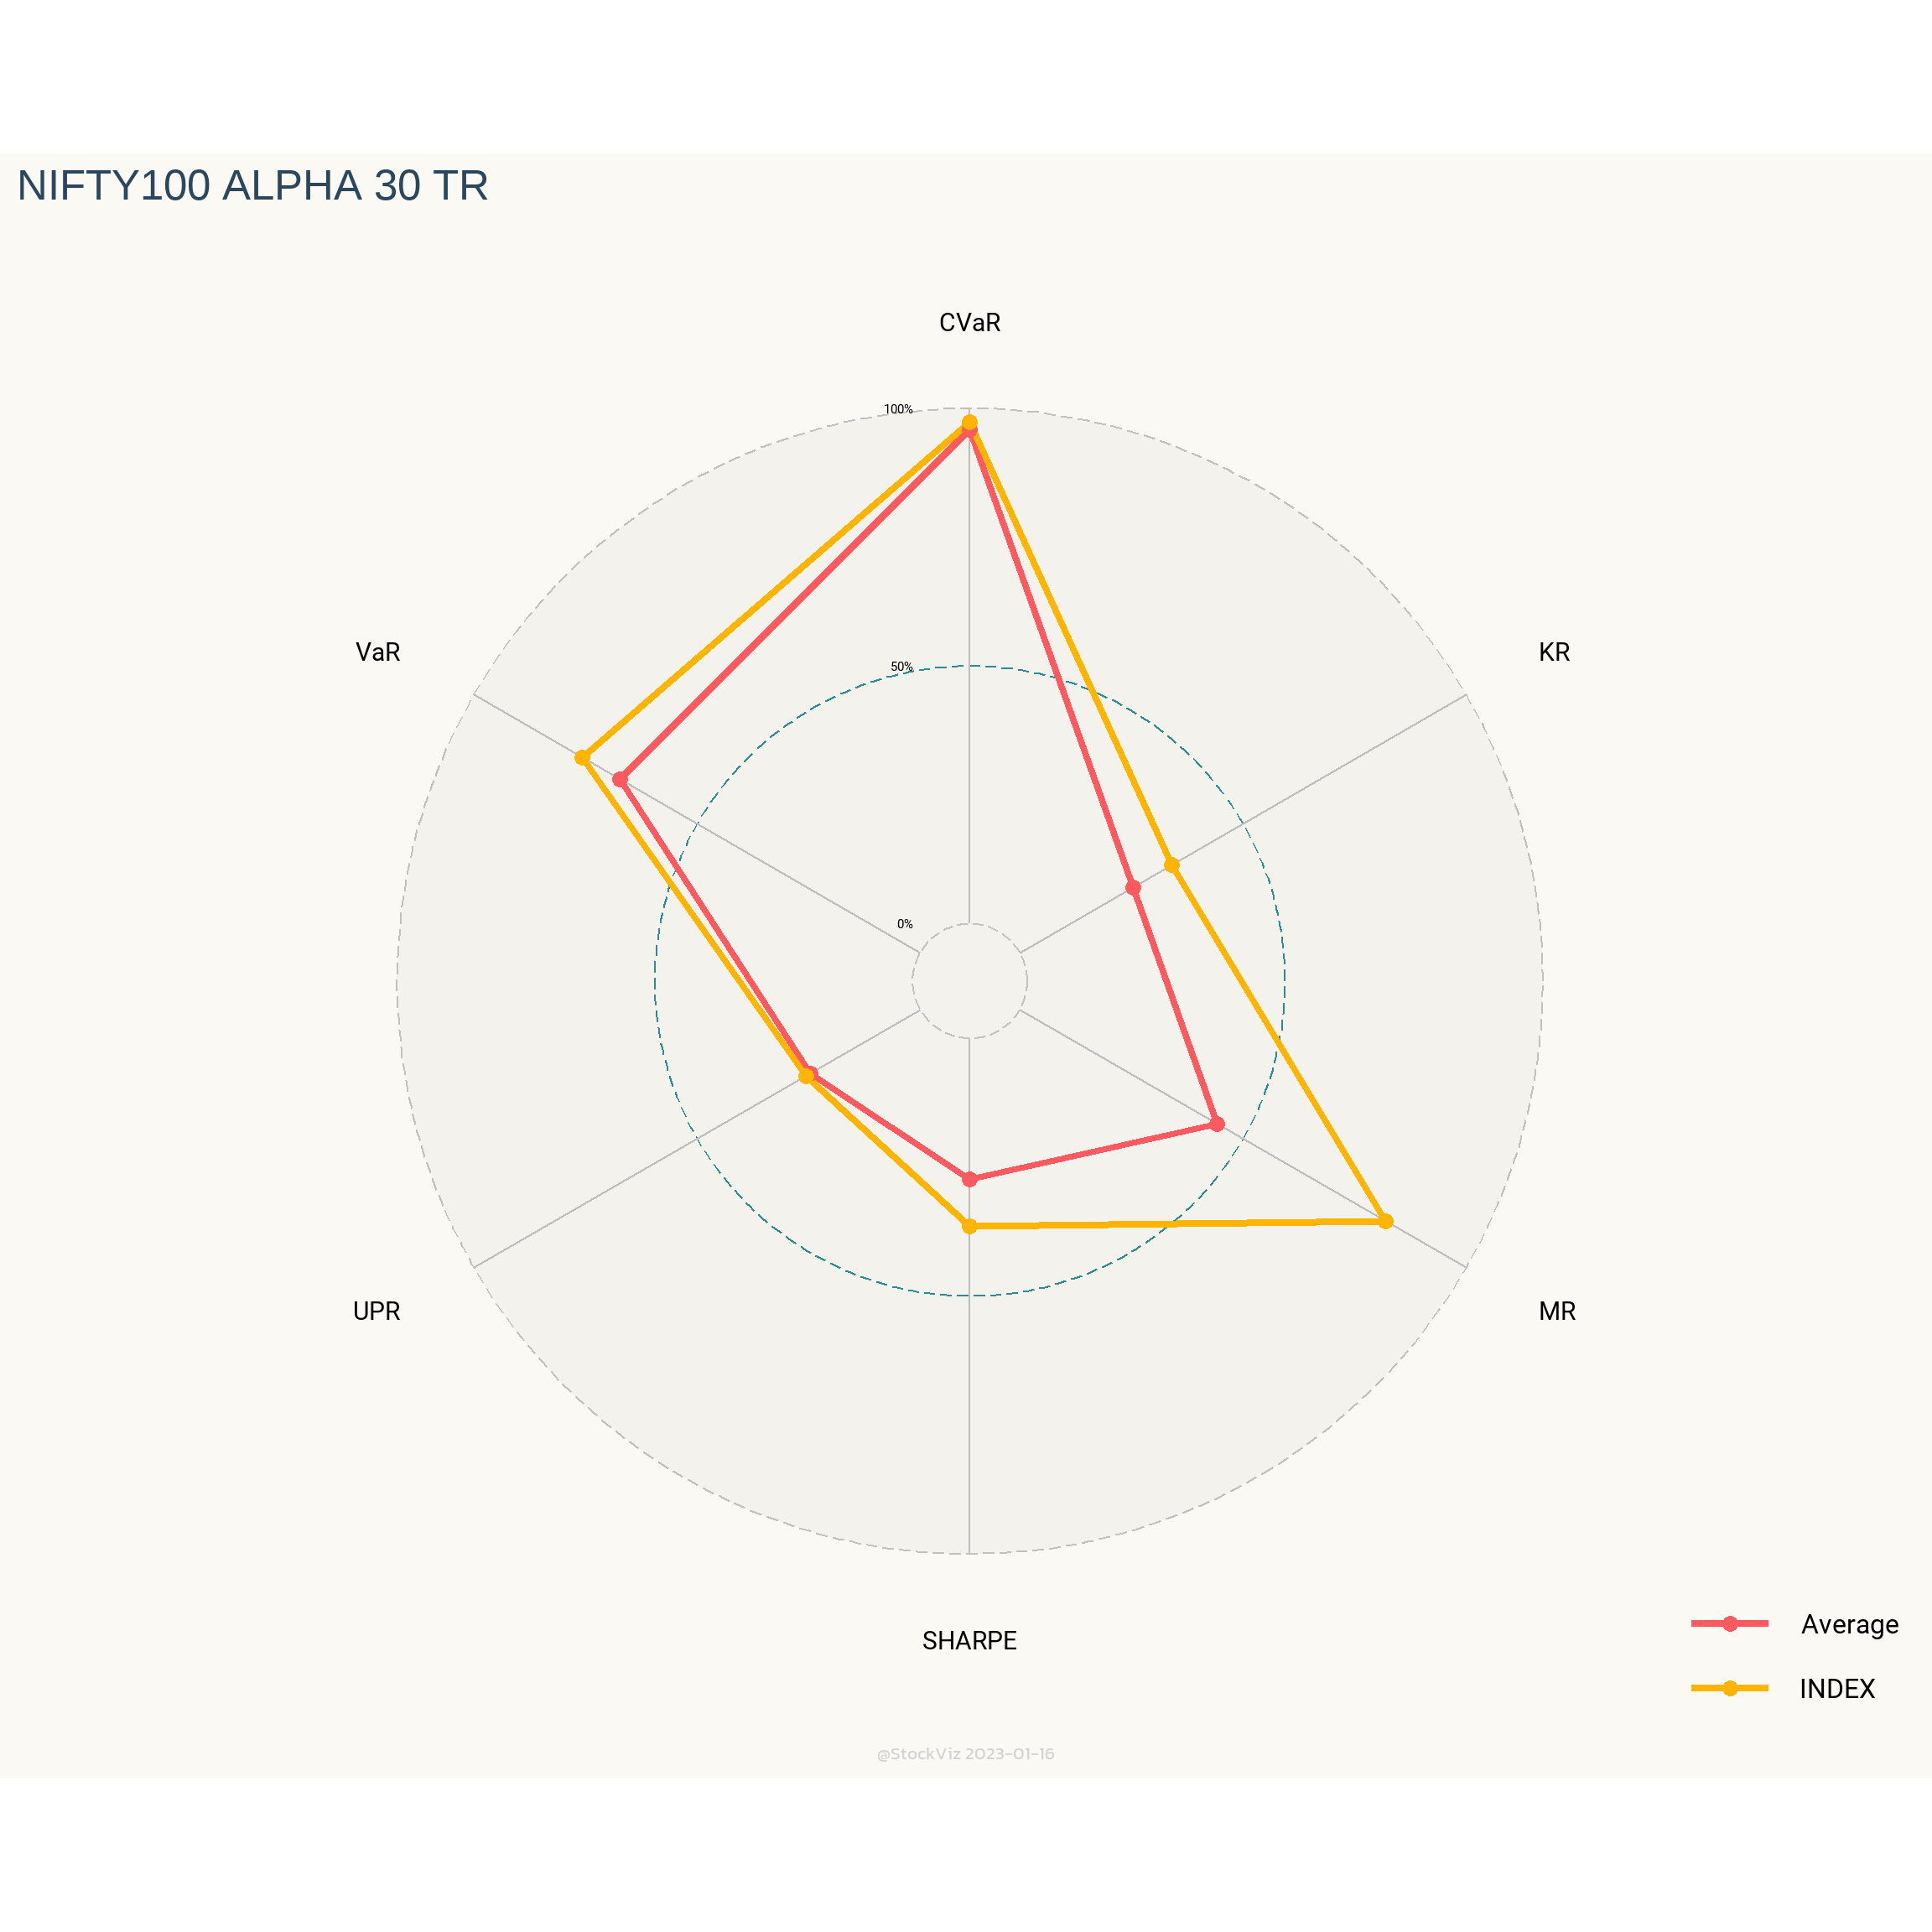 NIFTY100 ALPHA 30 TR
CVaR
100%
VaR
KR
50%
0%
UPR
MR
SHARPE
Average
INDEX
@StockViz 2023-01-16